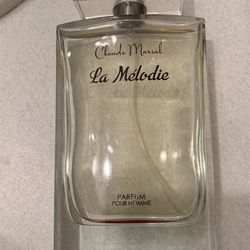 Claude Marsal
La Mélodie
PARFUM
POUR HOMME